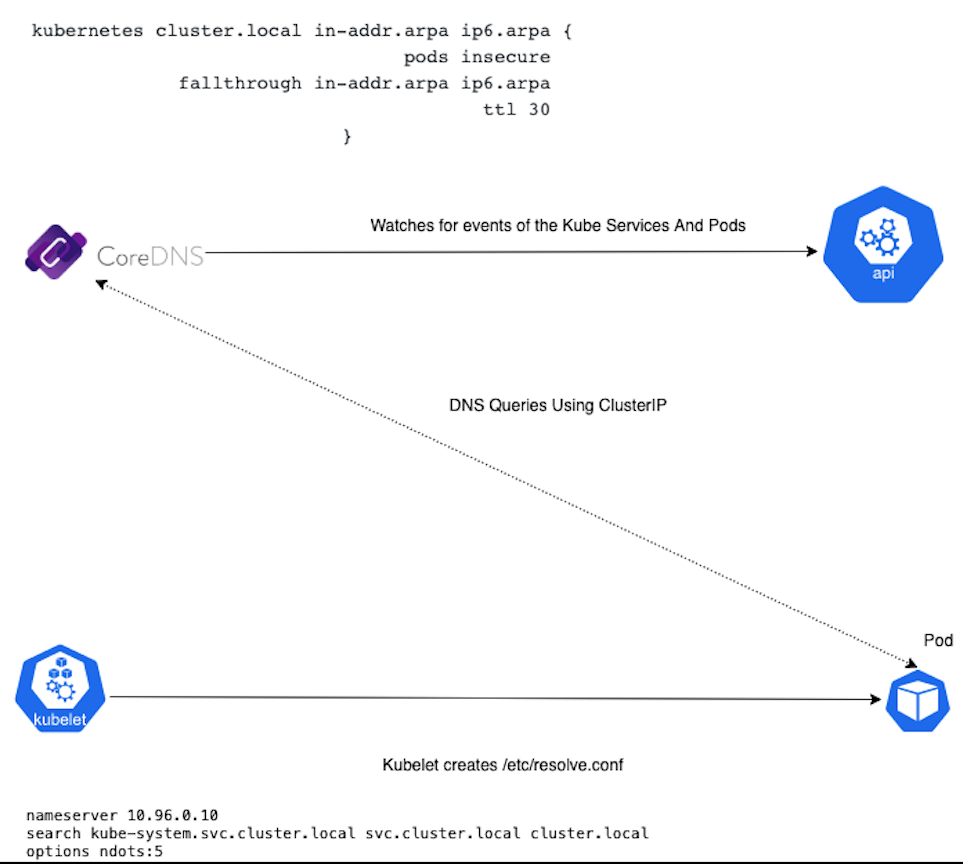 kubernetes cluster.local in-addr.arpa ip6.arpa {
pods insecure
fallthrough in-addr.arpa ip6.arpa
ttl 30
}
Watches for events of the Kube Services And Pods
CoreDNS
api
DNS Queries Using ClusterIP
Pod
kubelet
Kubelet creates /etc/resolve.conf
nameserver 10.96.0.10
search kube-system.svc.cluster.local svc.cluster.local cluster.local
options ndots:5